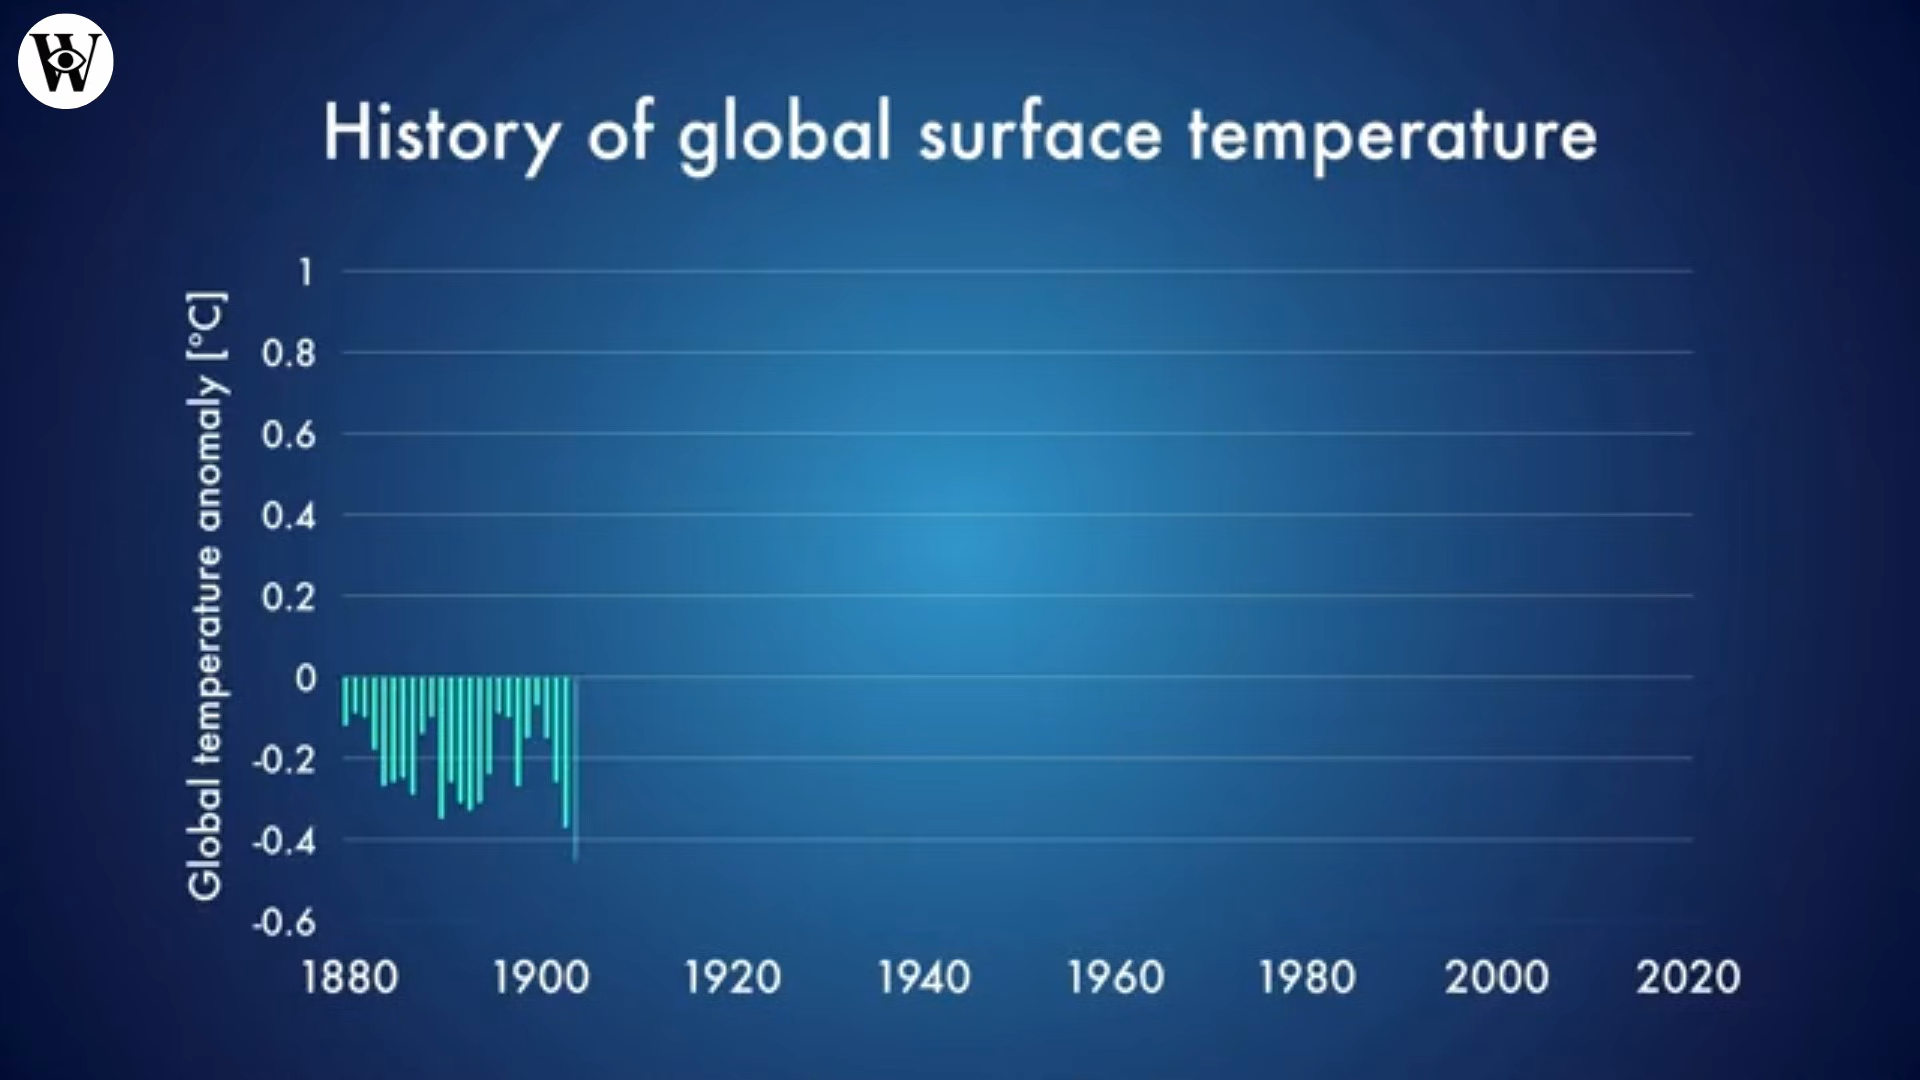 W
History of global surface temperature
Global temperature anomaly [°C]
1
0.8
0.6
0.4
0.2
0
-0.2
-0.4
-0.6
1880 1900 1920 1940 1960 1980 2000 2020